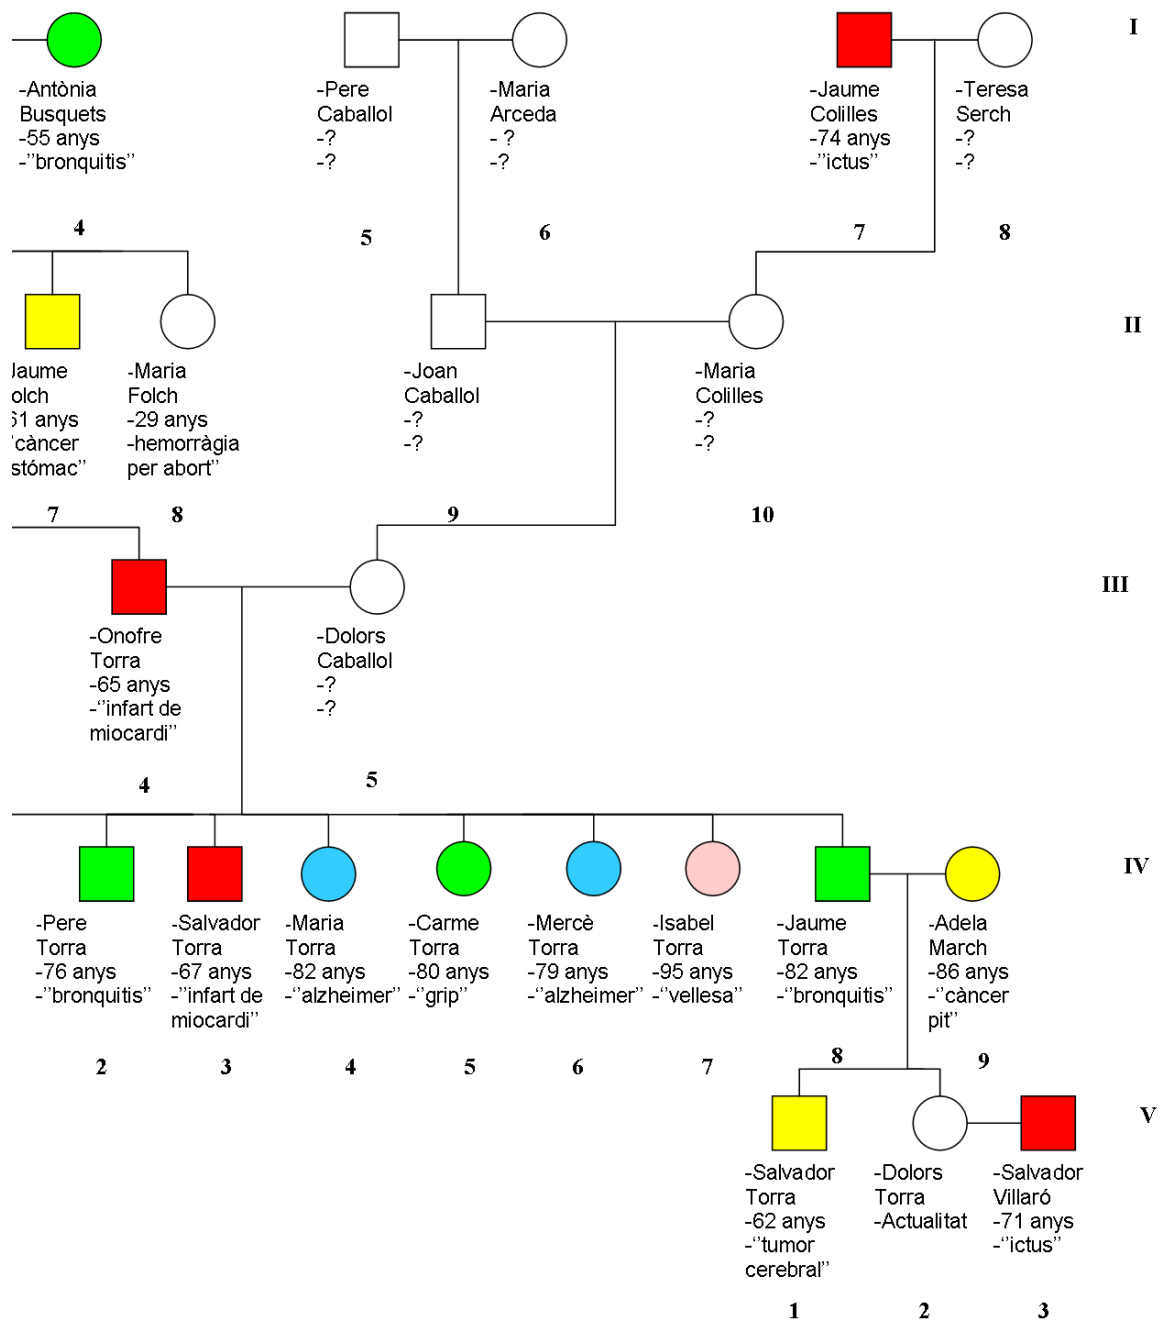 I
-Antònia
Busquets
-55 anys
-"bronquitis"
-Pere
Caballol
-?
-?
-Maria
Arceda
- ?
-?
-Jaume
Colilles
-74 anys
-"ictus"
-Teresa
Serch
-?
-?
4
5
6
7
8
II
Jaume
olch
61 anys
"càncer
stómac"
-Maria
Folch
-29 anys
-hemorràgia
per abort"
-Joan
Caballol
-?
-?
-Maria
Colilles
-?
-?
7
8
9
10
III
-Onofre
Torra
-65 anys
-"infart de
miocardi"
-Dolors
Caballol
-?
-?
4
5
IV
-Pere
Torra
-76 anys
-"bronquitis"
-Salvador
Torra
-67 anys
-"infart de
miocardi"
-Maria
Torra
-82 anys
-"alzheimer"
-Carme
Torra
-80 anys
-"grip"
-Mercè
Torra
-79 anys
-"alzheimer"
-Isabel
Torra
-95 anys
-"vellesa"
-Jaume
Torra
-82 anys
-"bronquitis"
-Adela
March
-86 anys
-"càncer
pit"
2
3
4
5
6
7
8
9
V
-Salvador
Torra
-62 anys
-"tumor
cerebral"
-Dolors
Torra
-Actualitat
-Salvador
Villaró
-71 anys
-"ictus"
1
2
3